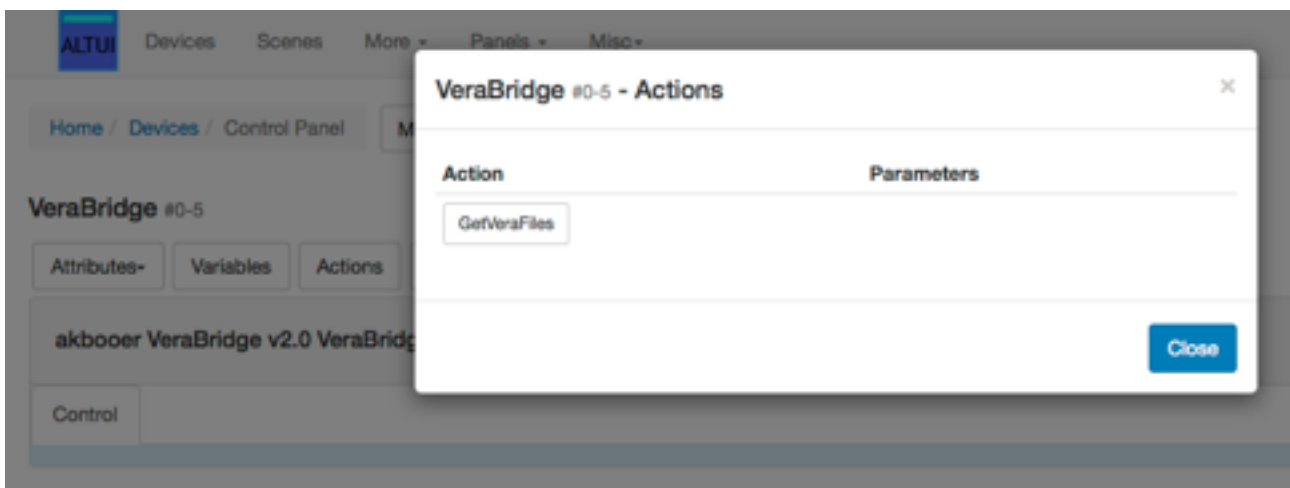 ALTUI Devices Scenes More Panels Misc
VeraBridge #0-5 - Actions ×
Home / Devices / Control Panel M
Action Parameters
VeraBridge #0-5
GetVeraFiles
Attributes Variables Actions
akbooer VeraBridge v2.0 VeraBridg
Close
Control